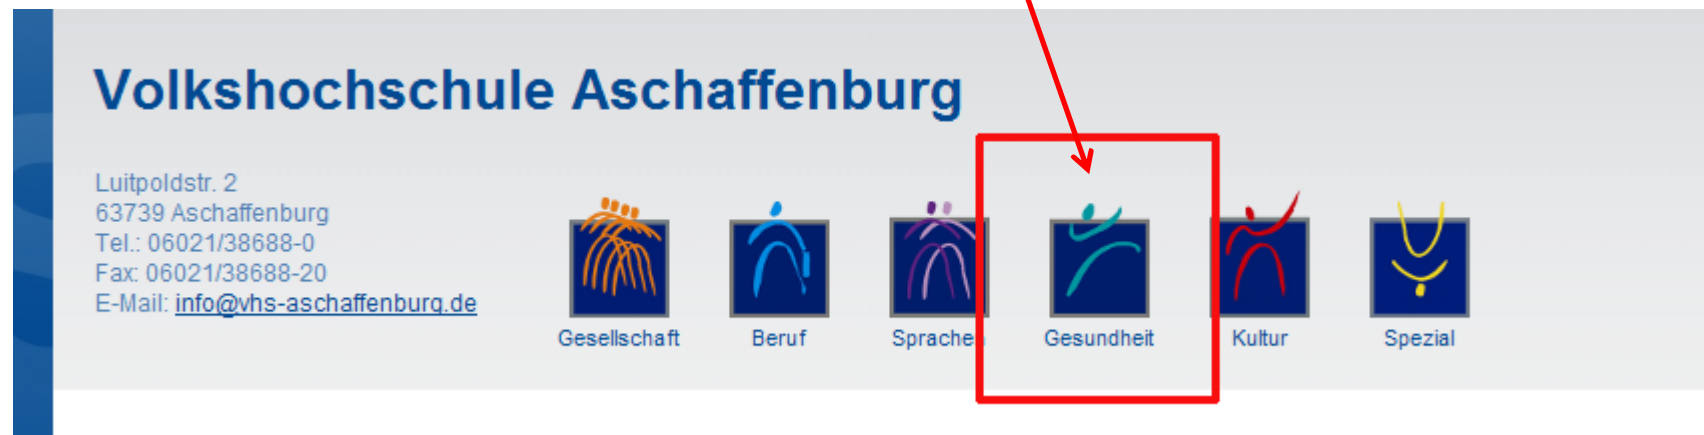 Volkshochschule Aschaffenburg
Luitpoldstr. 2
63739 Aschaffenburg
Tel.: 06021/38688-0
Fax: 06021/38688-20
E-Mail: info@vhs-aschaffenburg.de
Gesellschaft Beruf Sprachen Gesundheit Kultur Spezial